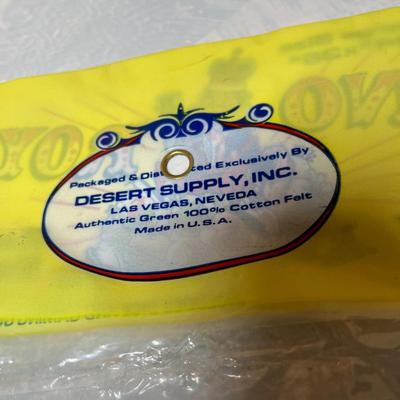 Packaged & Dist ted Exclusively By
DESERT SUPPLY, INC.
LAS VEGAS, NEVEDA
Authentic Green 100% Cotton Felt
Made in U.S.A.